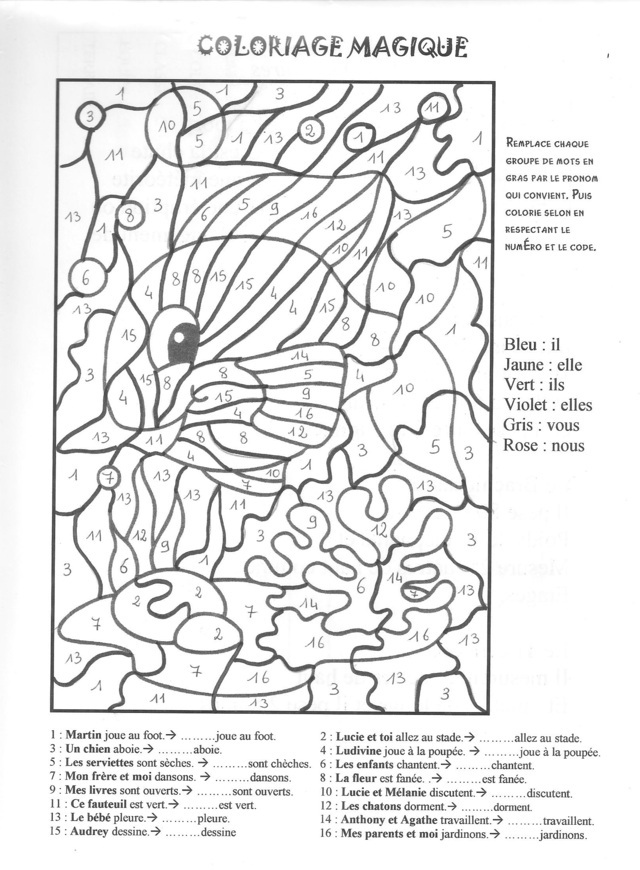 COLORIAGE MAGIQUE
REMPLACE CHAQUE
GROUPE DE MOTS EN
GRAS PAR LE PRONOM
QUI CONVIENT. PUIS
COLORIE SELON EN
RESPECTANT LE
NUMÉRO ET LE CODE.
Bleu : il
Jaune : elle
Vert : ils
Violet : elles
Gris : vous
Rose : nous
1 : Martin joue au foot.→ ………joue au foot.
2 : Lucie et toi allez au stade.→ ………allez au stade.
3 : Un chien aboie.→ ………aboie.
4 : Ludivine joue à la poupée. → ………joue à la poupée.
5 : Les serviettes sont sèches. → ………sont chèches.
6 : Les enfants chantent.→ ………chantent.
7 : Mon frère et moi dansons. → ………dansons.
8 : La fleur est fanée. .→ ………est fanée.
9 : Mes livres sont ouverts.→ ………sont ouverts.
10 : Lucie et Mélanie discutent.→ ………discutent.
11 : Ce fauteuil est vert.→ ………est vert.
12 : Les chatons dorment.→ ………dorment.
13 : Le bébé pleure.→ ………pleure.
14 : Anthony et Agathe travaillent.→ ………travaillent.
15 : Audrey dessine.→ ………dessine
16 : Mes parents et moi jardinons.→ ………jardinons.